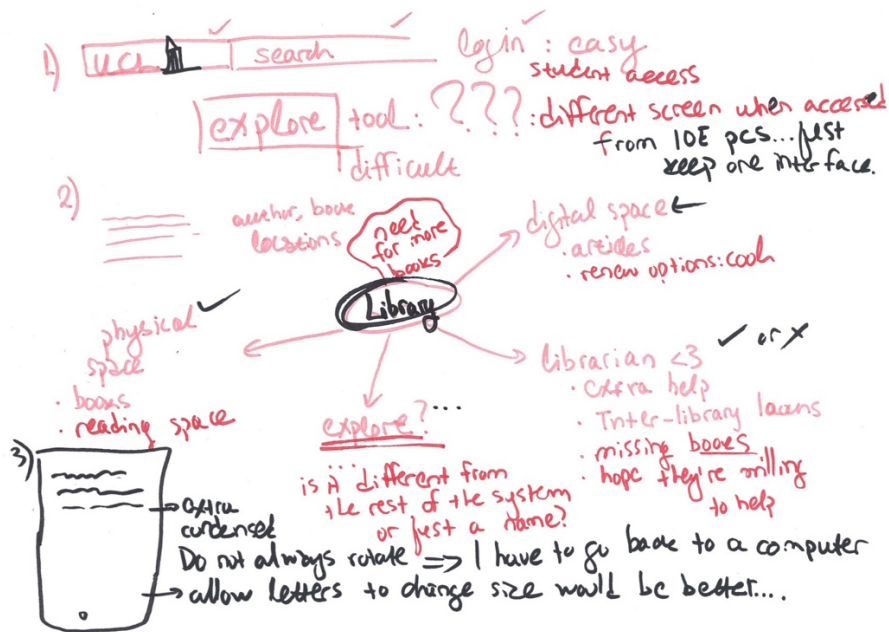 1) UCL search login : easy
student access
explore tool: ???: different screen when accessed
from IOE pcs... just
keep one interface.
difficult
2)
author, book
locations
need
for more
books
digital space
· articles
· renew options: cool
Library
physical
space
· books
· reading space
librarian <3 ✓ or x
· extra help
· Inter-library loans
· missing books
· hope they're willing
to help
explore? ...
is it different from
the rest of the system
or just a name?
3)
extra
condensed
Do not always rotate => I have to go back to a computer
allow letters to change size would be better....